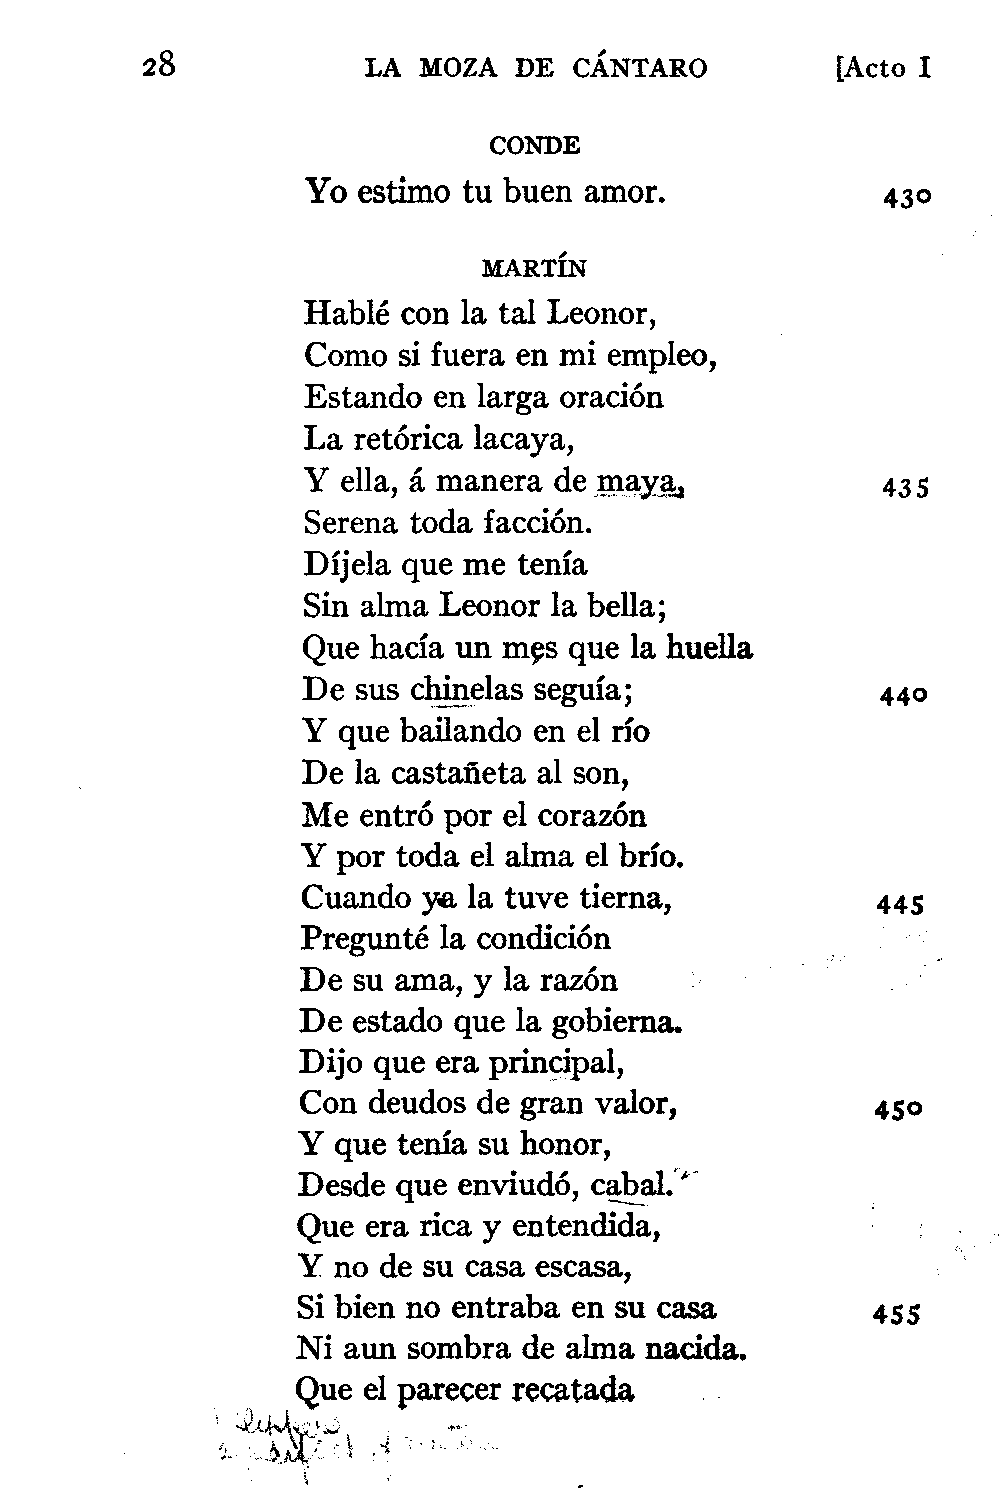 28 LA MOZA DE CÁNTARO [Acto I
CONDE
Yo estimo tu buen amor. 430
MARTÍN
Hablé con la tal Leonor,
Como si fuera en mi empleo,
Estando en larga oración
La retórica lacaya,
Y ella, á manera de maya, 435
Serena toda facción.
Díjela que me tenía
Sin alma Leonor la bella;
Que hacía un mes que la huella
De sus chinelas seguía; 440
Y que bailando en el río
De la castañeta al son,
Me entró por el corazón
Y por toda el alma el brío.
Cuando ya la tuve tierna, 445
Pregunté la condición
De su ama, y la razón
De estado que la gobierna.
Dijo que era principal,
Con deudos de gran valor, 450
Y que tenía su honor,
Desde que enviudó, cabal.
Que era rica y entendida,
Y no de su casa escasa,
Si bien no entraba en su casa 455
Ni aun sombra de alma nacida.
Que el parecer recatada